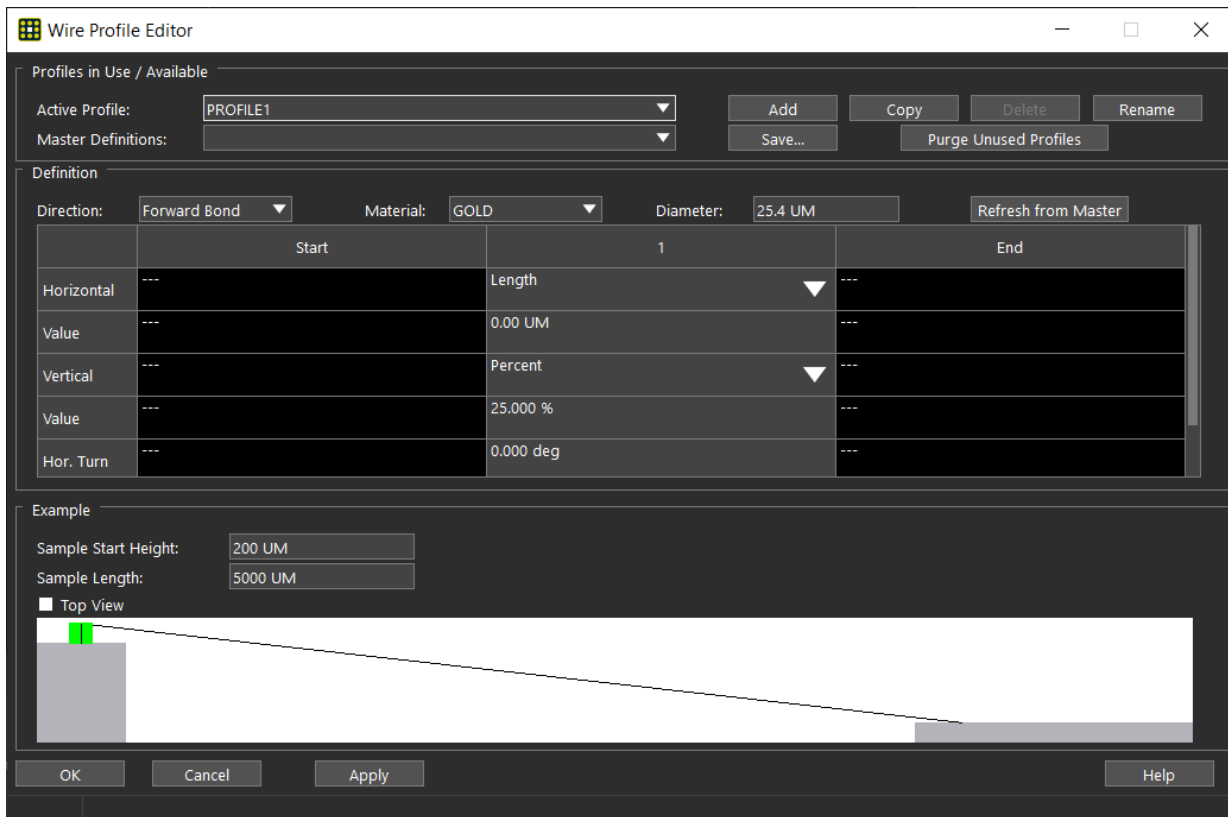 Wire Profile Editor
Profiles in Use / Available
Active Profile: PROFILE1 Add Copy Delete Rename
Master Definitions: Save... Purge Unused Profiles
Definition
Direction: Forward Bond Material: GOLD Diameter: 25.4 UM Refresh from Master
Start 1 End
Horizontal --- Length ---
Value --- 0.00 UM ---
Vertical --- Percent ---
Value --- 25.000 % ---
Hor. Turn --- 0.000 deg ---
Example
Sample Start Height: 200 UM
Sample Length: 5000 UM
Top View
OK Cancel Apply Help